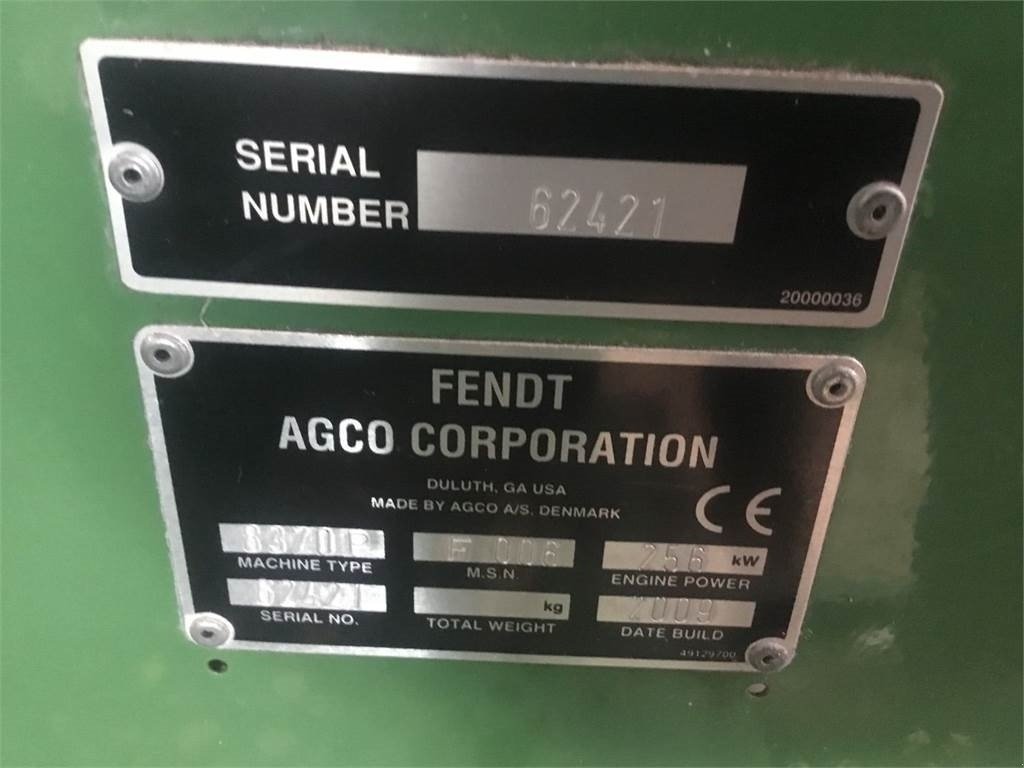 SERIAL
NUMBER 62421
20000036
FENDT
AGCO CORPORATION
DULUTH, GA USA
MADE BY AGCO A/S. DENMARK
CE
8370P F 006 256 kW
MACHINE TYPE M.S.N. ENGINE POWER
62421 kg 2009
SERIAL NO. TOTAL WEIGHT DATE BUILD
49129700